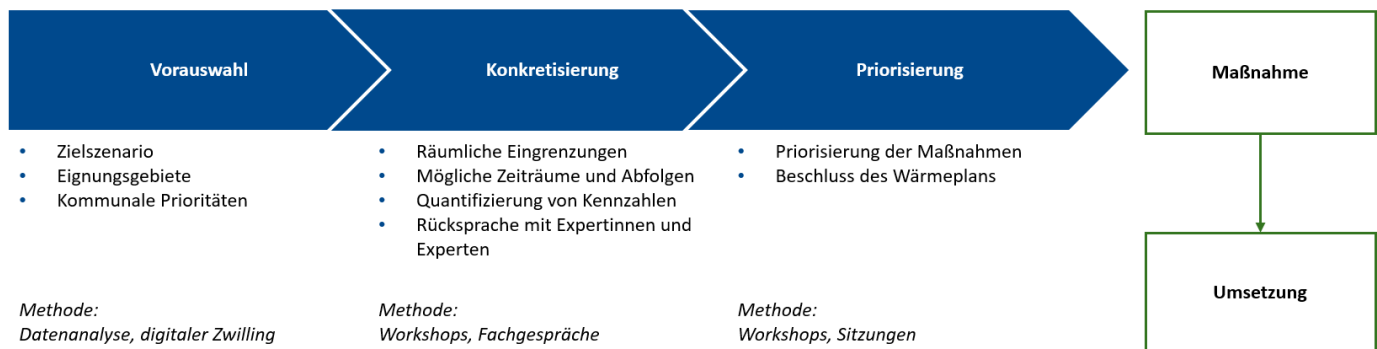 Vorauswahl
Konkretisierung
Priorisierung
Maßnahme
• Zielszenario
• Eignungsgebiete
• Kommunale Prioritäten
• Räumliche Eingrenzungen
• Mögliche Zeiträume und Abfolgen
• Quantifizierung von Kennzahlen
• Rücksprache mit Expertinnen und
Experten
• Priorisierung der Maßnahmen
• Beschluss des Wärmeplans
Methode:
Datenanalyse, digitaler Zwilling
Methode:
Workshops, Fachgespräche
Methode:
Workshops, Sitzungen
Umsetzung